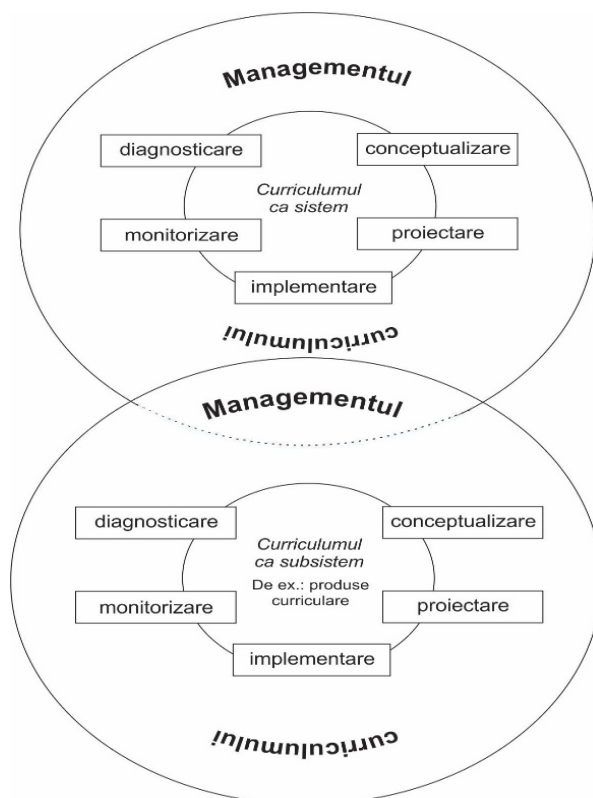 Managementul
diagnosticare
conceptualizare
Curriculumul
ca sistem
monitorizare
proiectare
implementare
curriculumului
Managementul
diagnosticare
conceptualizare
Curriculumul
ca subsistem
De ex.: produse
curriculare
monitorizare
proiectare
implementare
curriculumului